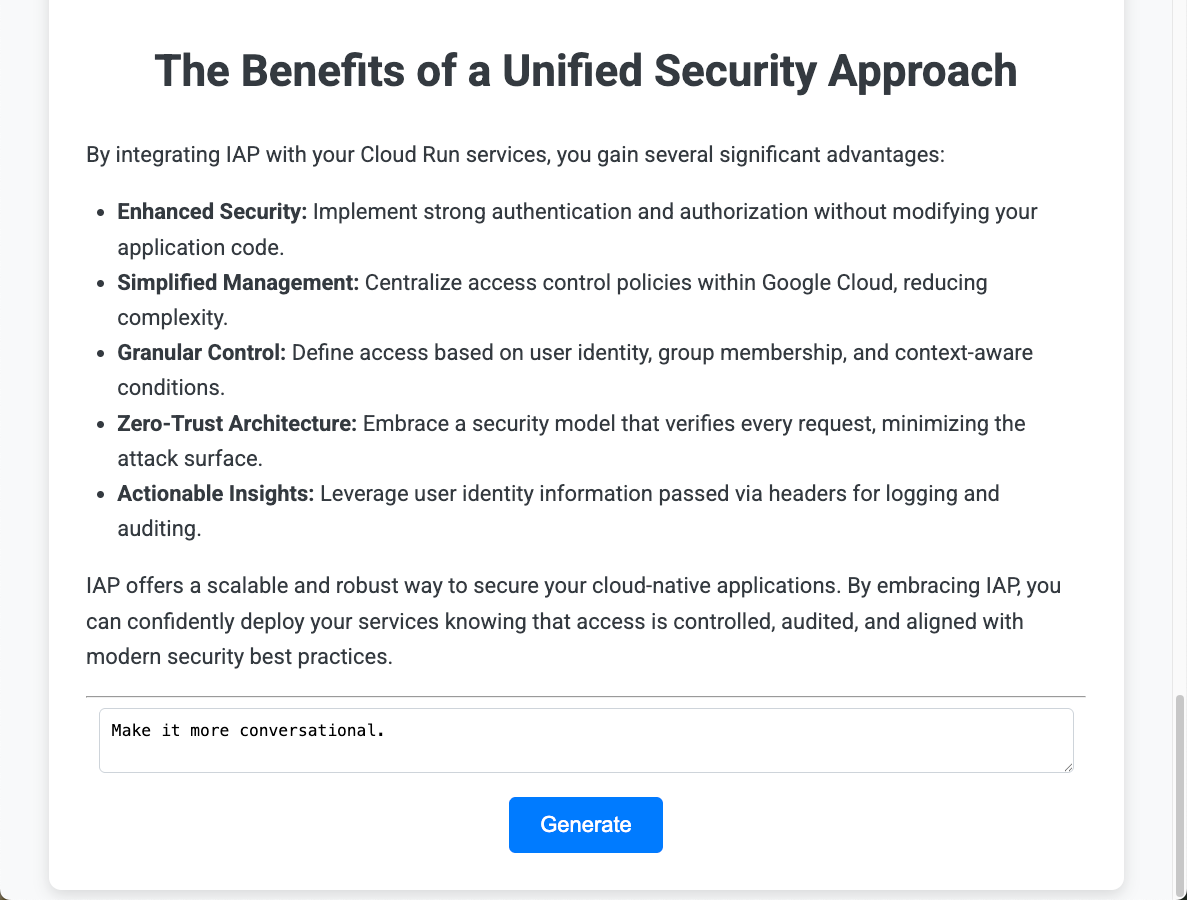 The Benefits of a Unified Security Approach
By integrating IAP with your Cloud Run services, you gain several significant advantages:
• Enhanced Security: Implement strong authentication and authorization without modifying your
application code.
• Simplified Management: Centralize access control policies within Google Cloud, reducing
complexity.
• Granular Control: Define access based on user identity, group membership, and context-aware
conditions.
• Zero-Trust Architecture: Embrace a security model that verifies every request, minimizing the
attack surface.
• Actionable Insights: Leverage user identity information passed via headers for logging and
auditing.
IAP offers a scalable and robust way to secure your cloud-native applications. By embracing IAP, you
can confidently deploy your services knowing that access is controlled, audited, and aligned with
modern security best practices.
Make it more conversational.
Generate